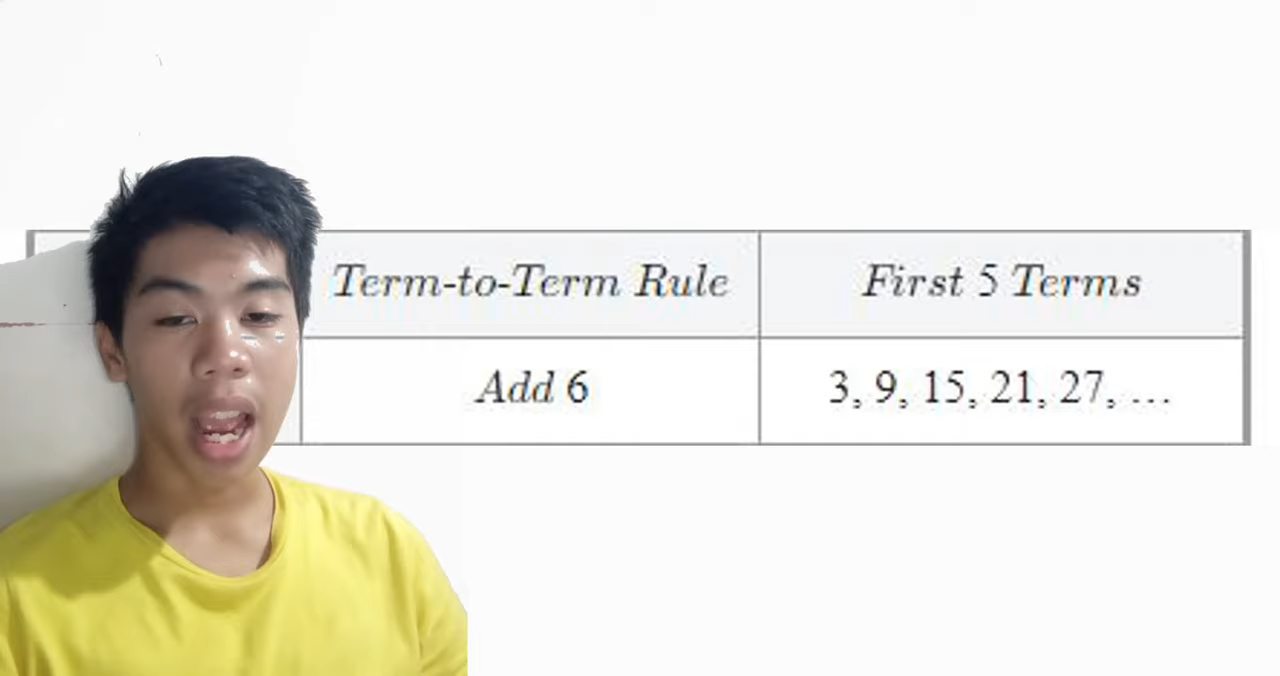 Term-to-Term Rule
First 5 Terms
Add 6
3, 9, 15, 21, 27, ...